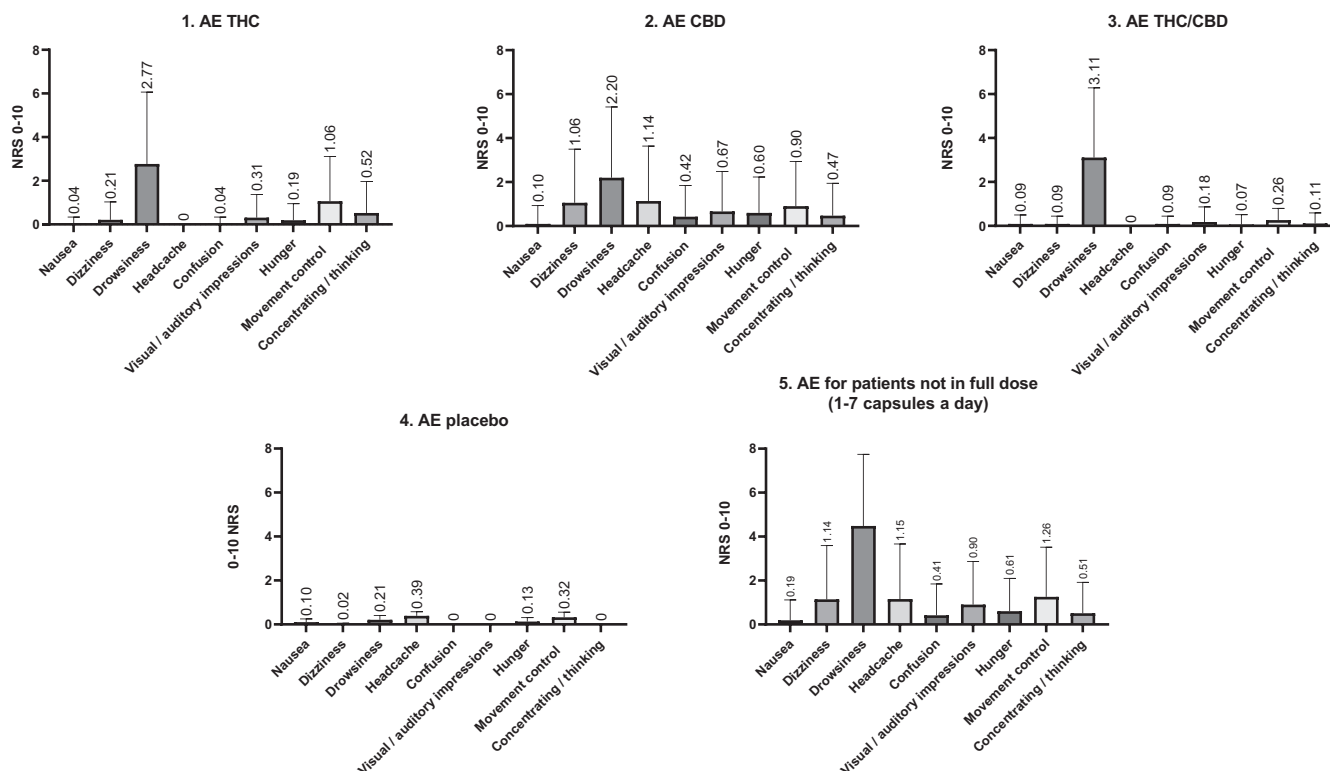 1. AE THC
8
6
4
2
0
NRS 0-10
0.04
0.21
2.77
0
0.04
0.31
0.19
1.06
0.52
Nausea
Dizziness
Drowsiness
Headcache
Confusion
Visual / auditory impressions
Hunger
Movement control
Concentrating / thinking
2. AE CBD
8
6
4
2
0
NRS 0-10
0.10
1.06
2.20
1.14
0.42
0.67
0.60
0.90
0.47
Nausea
Dizziness
Drowsiness
Headcache
Confusion
Visual / auditory impressions
Hunger
Movement control
Concentrating / thinking
3. AE THC/CBD
8
6
4
2
0
NRS 0-10
0.09
0.09
3.11
0
0.09
0.18
0.07
0.26
0.11
Nausea
Dizziness
Drowsiness
Headcache
Confusion
Visual / auditory impressions
Hunger
Movement control
Concentrating / thinking
4. AE placebo
8
6
4
2
0
0-10 NRS
0.10
0.02
0.21
0.39
0
0
0.13
0.32
0
Nausea
Dizziness
Drowsiness
Headcache
Confusion
Visual / auditory impressions
Hunger
Movement control
Concentrating / thinking
5. AE for patients not in full dose
(1-7 capsules a day)
8
6
4
2
0
NRS 0-10
0.19
1.14
1.15
0.41
0.90
0.61
1.26
0.51
Nausea
Dizziness
Drowsiness
Headcache
Confusion
Visual / auditory impressions
Hunger
Movement control
Concentrating / thinking